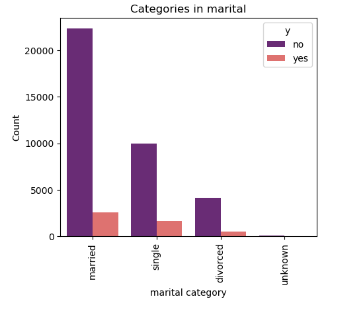 Categories in marital
y
no
yes
20000
15000
10000
5000
0
Count
married
single
divorced
unknown
marital category